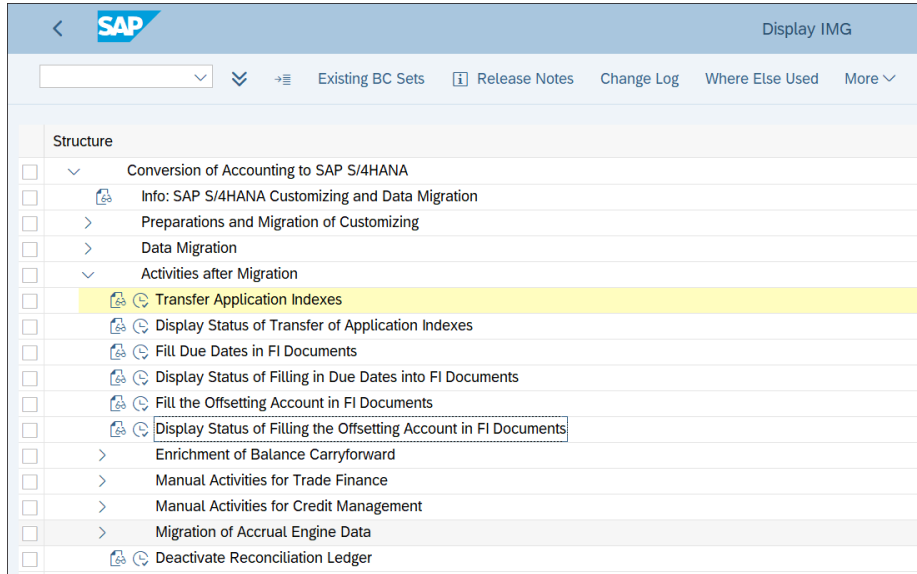 SAP
Display IMG
Existing BC Sets
Release Notes
Change Log
Where Else Used
More
Structure
Conversion of Accounting to SAP S/4HANA
Info: SAP S/4HANA Customizing and Data Migration
Preparations and Migration of Customizing
Data Migration
Activities after Migration
Transfer Application Indexes
Display Status of Transfer of Application Indexes
Fill Due Dates in FI Documents
Display Status of Filling in Due Dates into FI Documents
Fill the Offsetting Account in FI Documents
Display Status of Filling the Offsetting Account in FI Documents
Enrichment of Balance Carryforward
Manual Activities for Trade Finance
Manual Activities for Credit Management
Migration of Accrual Engine Data
Deactivate Reconciliation Ledger